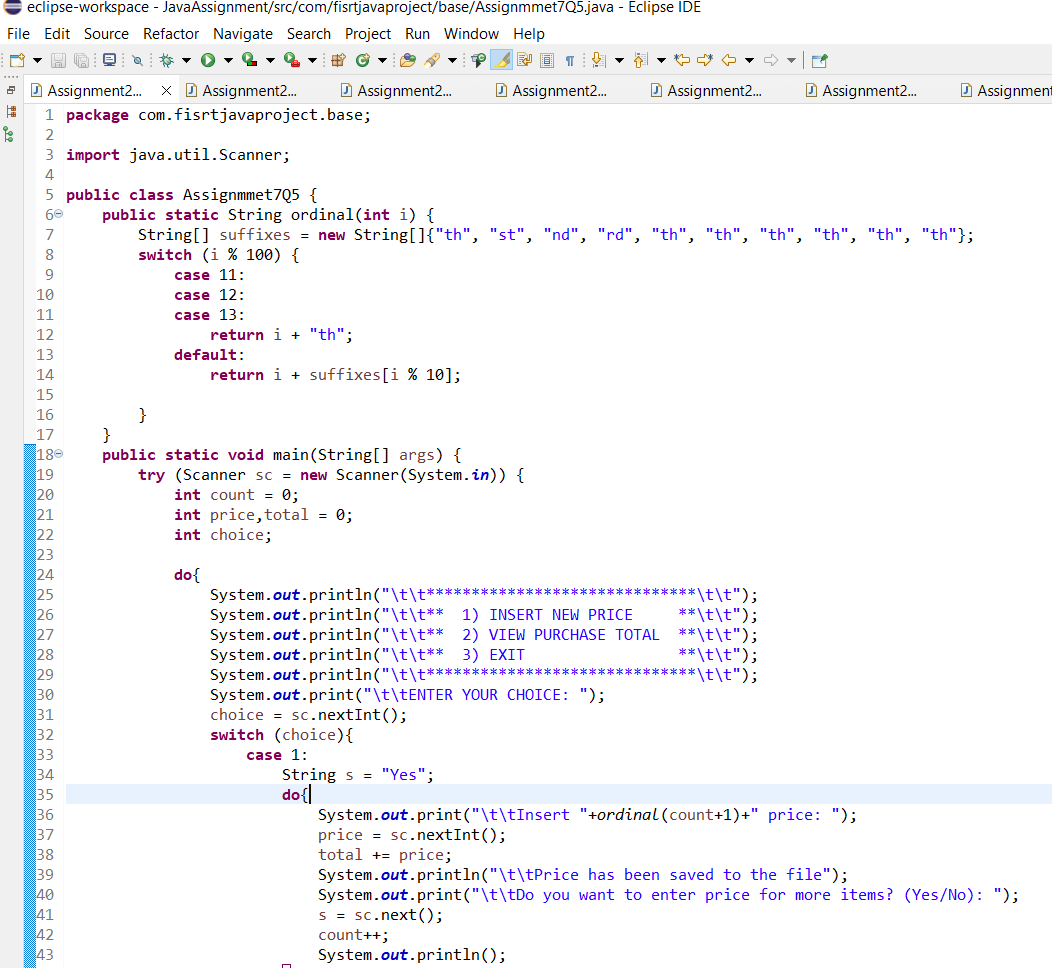 eclipse-workspace - JavaAssignment/src/com/fisrtjavaproject/base/Assignmmet7Q5.java - Eclipse IDE
File Edit Source Refactor Navigate Search Project Run Window Help
Assignment2... Assignment2... Assignment2... Assignment2... Assignment2... Assignment2... Assignment
1 package com.fisrtjavaproject.base;
2
3 import java.util.Scanner;
4
5 public class Assignmmet7Q5 {
6 public static String ordinal(int i) {
7 String[] suffixes = new String[]{"th", "st", "nd", "rd", "th", "th", "th", "th", "th", "th"};
8 switch (i % 100) {
9 case 11:
10 case 12:
11 case 13:
12 return i + "th";
13 default:
14 return i + suffixes[i % 10];
15
16 }
17 }
18 public static void main(String[] args) {
19 try (Scanner sc = new Scanner(System.in)) {
20 int count = 0;
21 int price,total = 0;
22 int choice;
23
24 do{
25 System.out.println("\t\t******************************\t\t");
26 System.out.println("\t\t**  1) INSERT NEW PRICE     **\t\t");
27 System.out.println("\t\t**  2) VIEW PURCHASE TOTAL  **\t\t");
28 System.out.println("\t\t**  3) EXIT                 **\t\t");
29 System.out.println("\t\t******************************\t\t");
30 System.out.print("\t\tENTER YOUR CHOICE: ");
31 choice = sc.nextInt();
32 switch (choice){
33 case 1:
34 String s = "Yes";
35 do{
36 System.out.print("\t\tInsert "+ordinal(count+1)+" price: ");
37 price = sc.nextInt();
38 total += price;
39 System.out.println("\t\tPrice has been saved to the file");
40 System.out.print("\t\tDo you want to enter price for more items? (Yes/No): ");
41 s = sc.next();
42 count++;
43 System.out.println();